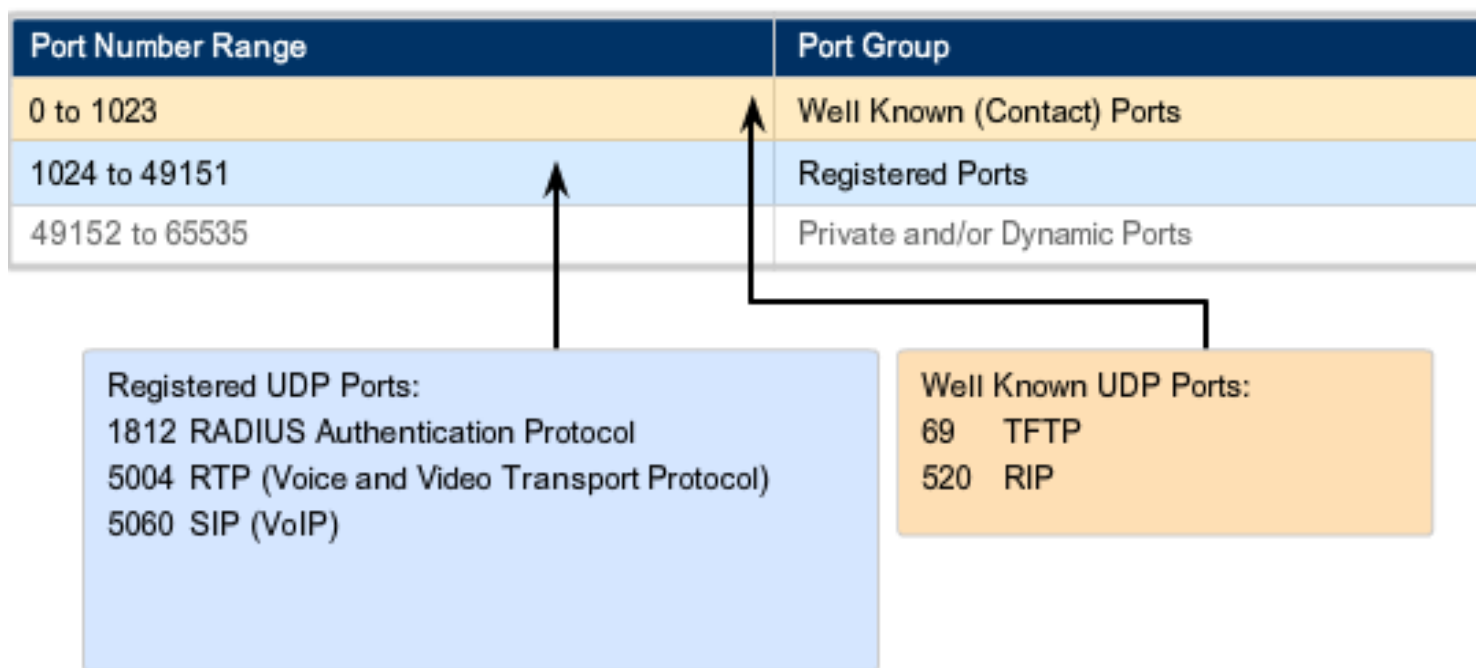 Port Number Range Port Group
0 to 1023 Well Known (Contact) Ports
1024 to 49151 Registered Ports
49152 to 65535 Private and/or Dynamic Ports
Registered UDP Ports:
1812 RADIUS Authentication Protocol
5004 RTP (Voice and Video Transport Protocol)
5060 SIP (VoIP)
Well Known UDP Ports:
69 TFTP
520 RIP